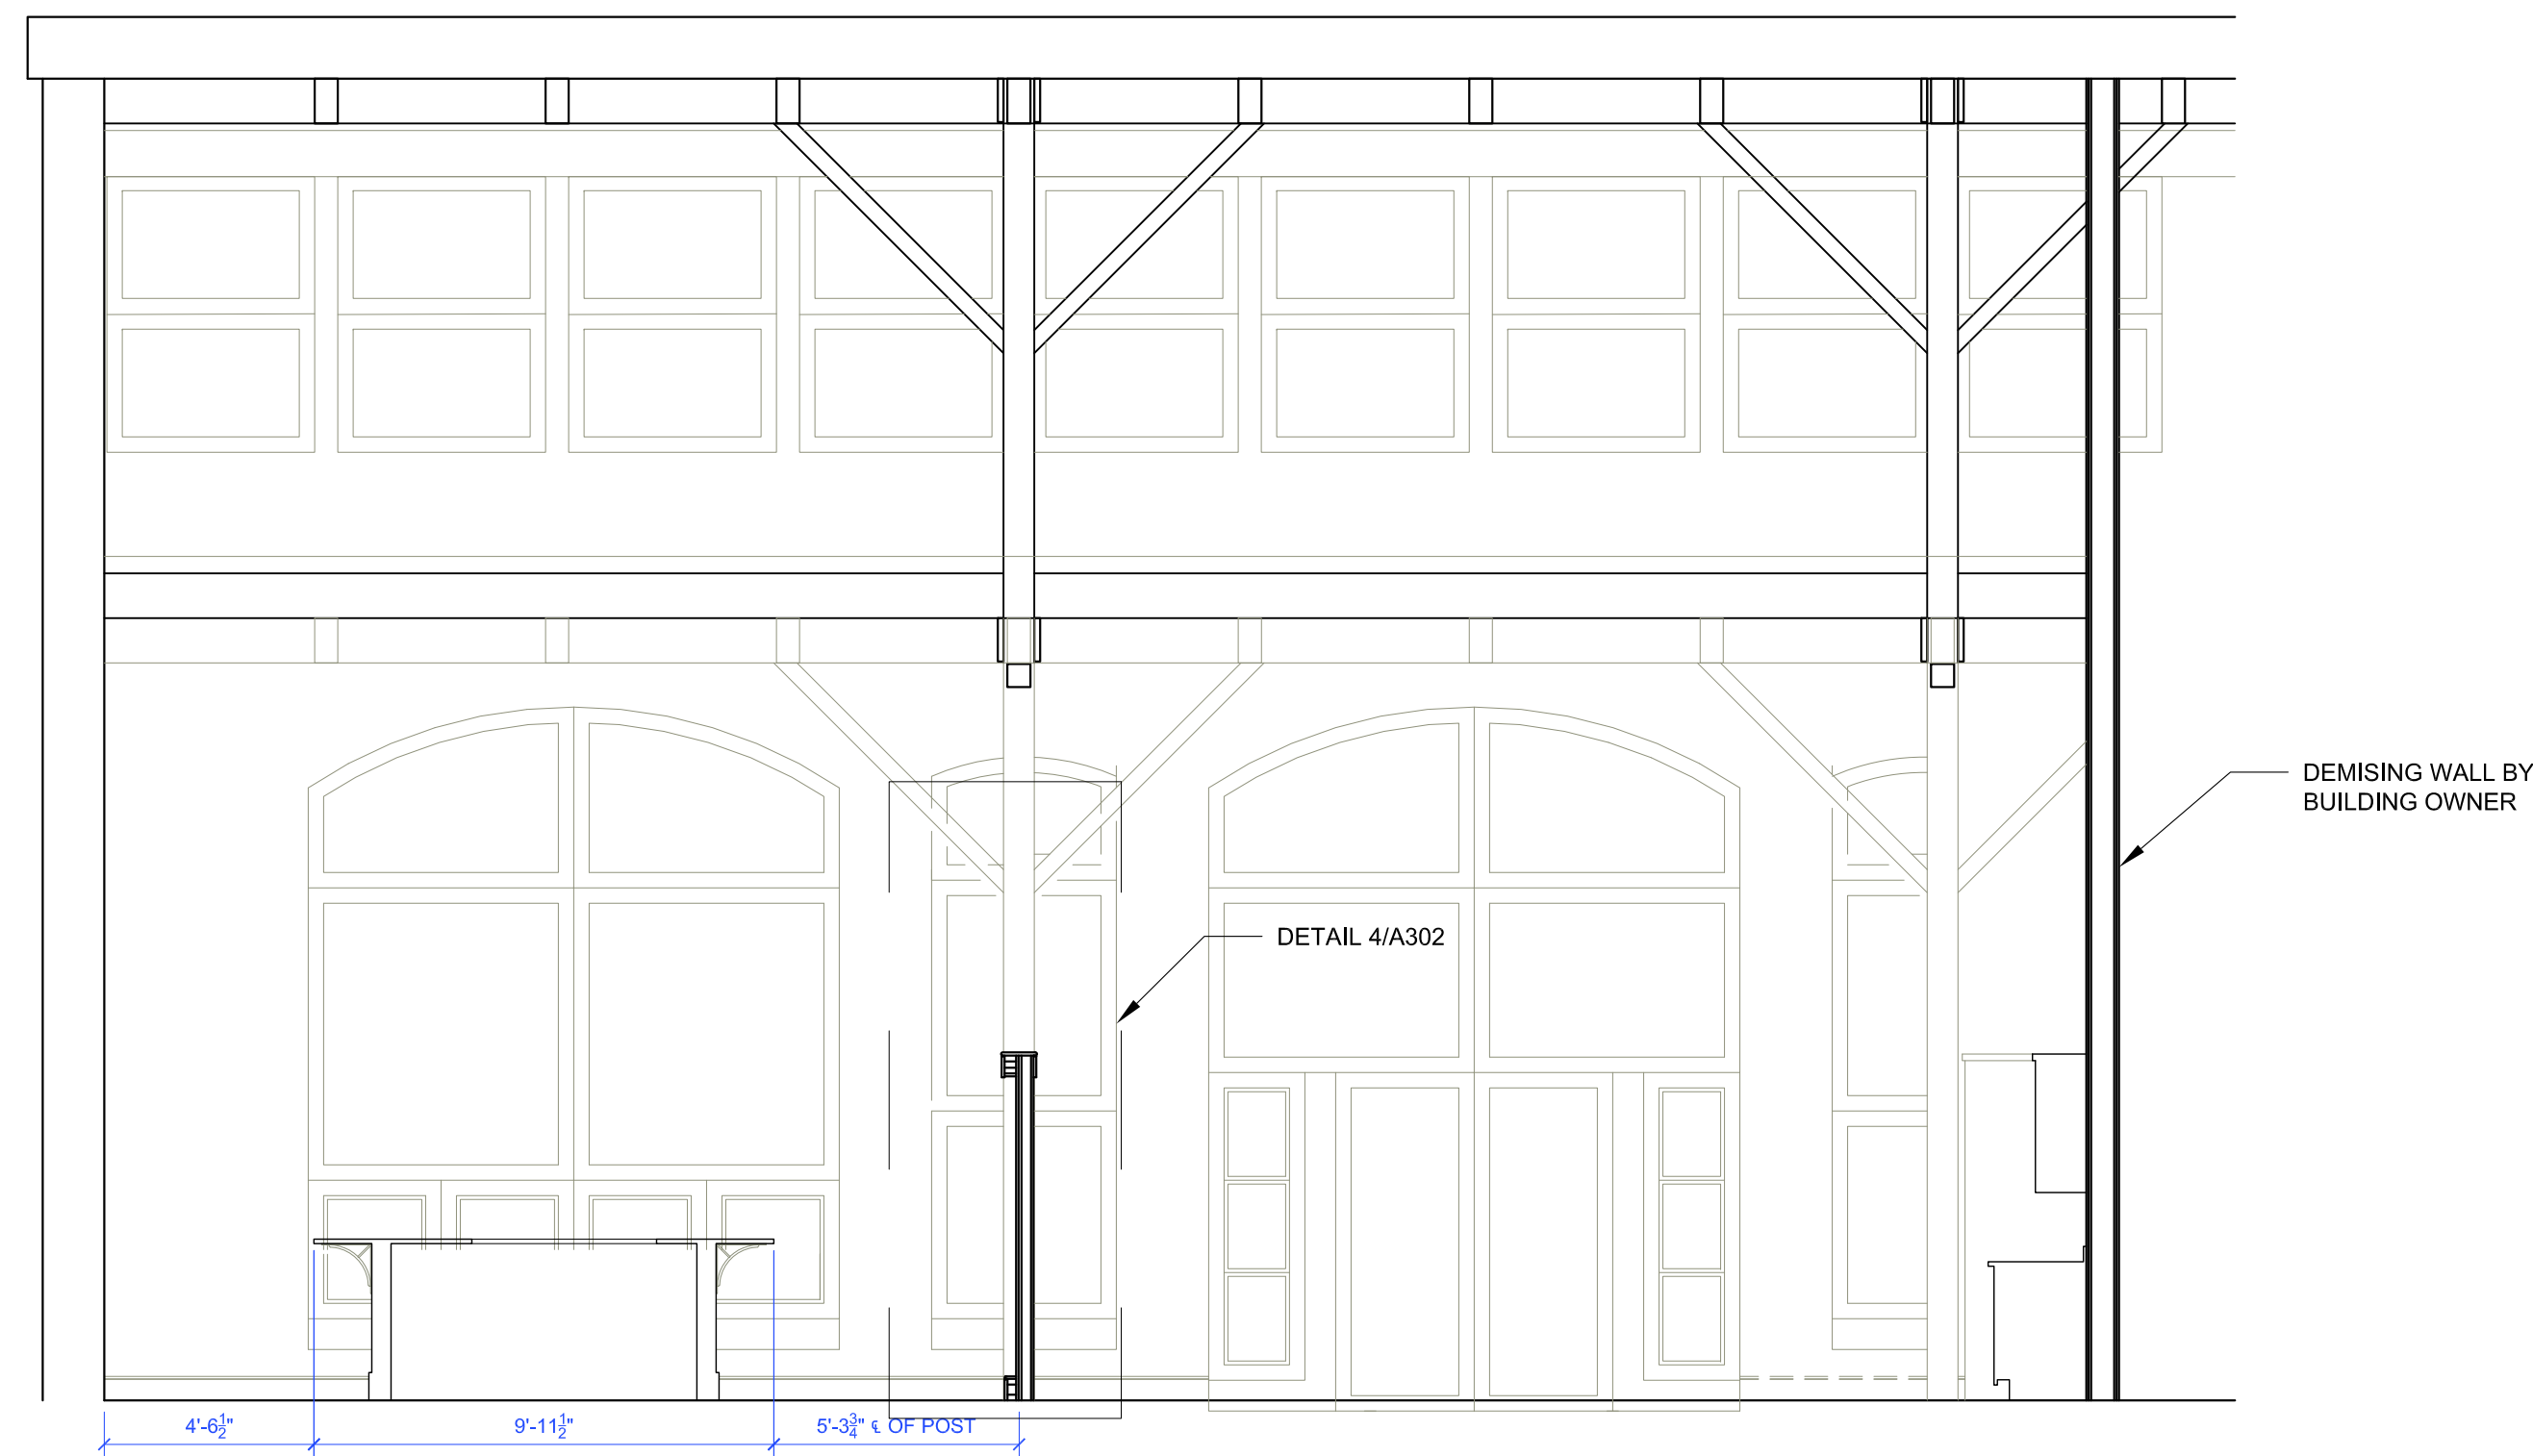 DEMISING WALL BY
BUILDING OWNER
DETAIL 4/A302
4'-6½"
9'-11½"
5'-3¾" ℄ OF POST